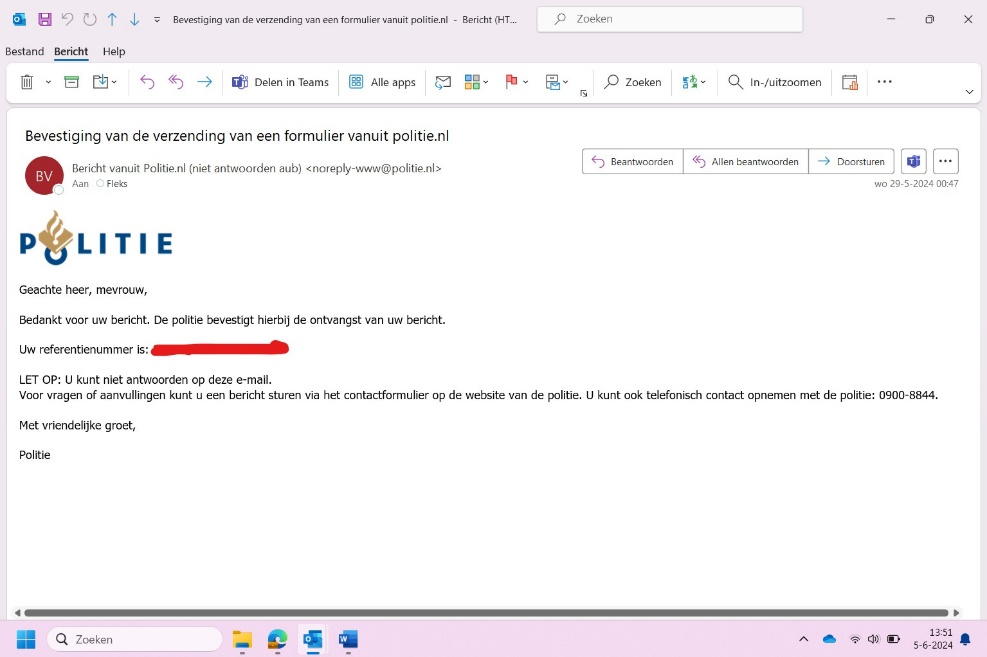 Bevestiging van de verzending van een formulier vanuit politie.nl - Bericht (HT...
Zoeken
Bestand Bericht Help
Delen in Teams Alle apps Zoeken In-/uitzoomen
Bevestiging van de verzending van een formulier vanuit politie.nl
BV
Bericht vanuit Politie.nl (niet antwoorden aub) <noreply-www@politie.nl>
Aan Fleks
Beantwoorden Allen beantwoorden Doorsturen
wo 29-5-2024 00:47
POLITIE
Geachte heer, mevrouw,
Bedankt voor uw bericht. De politie bevestigt hierbij de ontvangst van uw bericht.
Uw referentienummer is:
LET OP: U kunt niet antwoorden op deze e-mail.
Voor vragen of aanvullingen kunt u een bericht sturen via het contactformulier op de website van de politie. U kunt ook telefonisch contact opnemen met de politie: 0900-8844.
Met vriendelijke groet,
Politie
Zoeken
13:51
5-6-2024